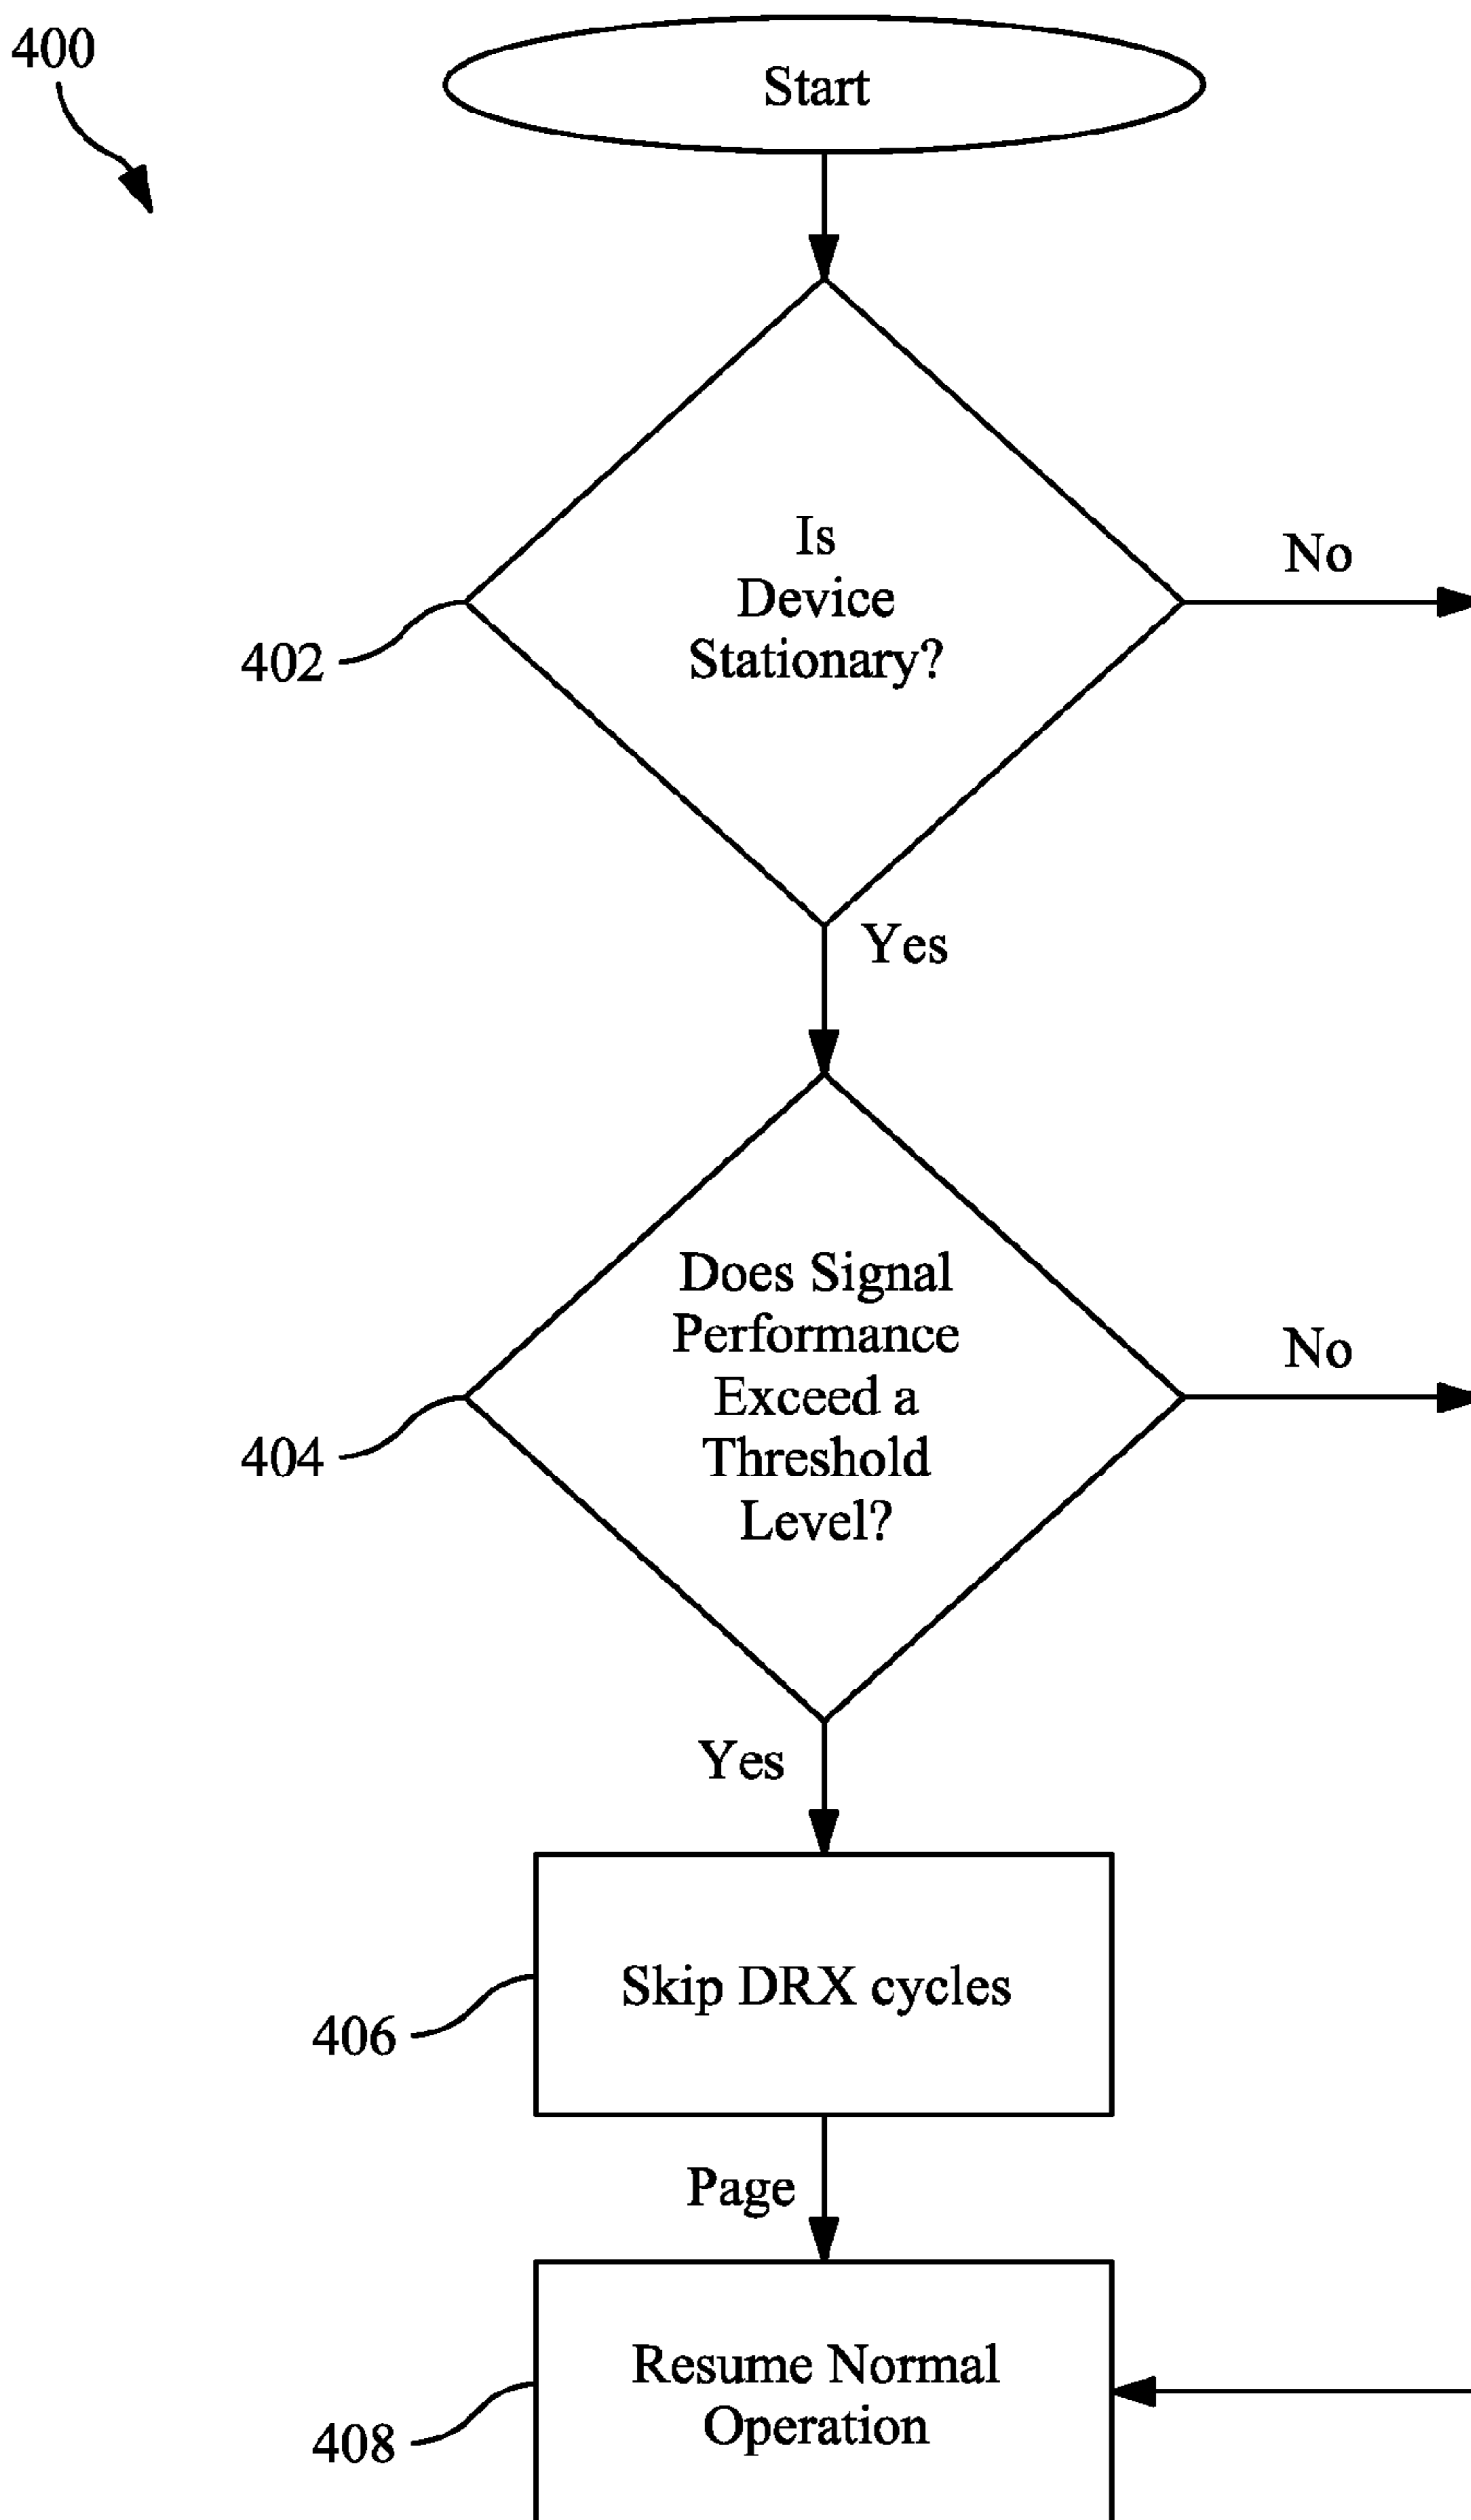 400
Start
Is
Device
Stationary?
No
402
Yes
Does Signal
Performance
Exceed a
Threshold
Level?
No
404
Yes
Skip DRX cycles
406
Page
Resume Normal
Operation
408